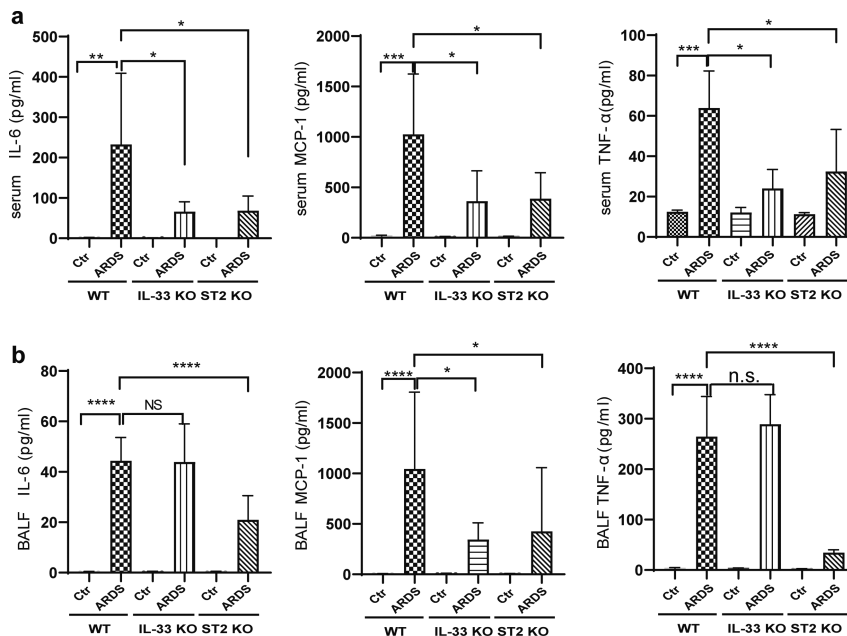 a
serum IL-6 (pg/ml)
500
400
300
200
100
0
**
*
*
Ctr
ARDS
Ctr
ARDS
Ctr
ARDS
WT
IL-33 KO
ST2 KO
serum MCP-1 (pg/ml)
2000
1500
1000
500
0
***
*
*
Ctr
ARDS
Ctr
ARDS
Ctr
ARDS
WT
IL-33 KO
ST2 KO
serum TNF-α(pg/ml)
100
80
60
40
20
0
***
*
*
Ctr
ARDS
Ctr
ARDS
Ctr
ARDS
WT
IL-33 KO
ST2 KO
b
BALF IL-6 (pg/ml)
80
60
40
20
0
****
NS
****
Ctr
ARDS
Ctr
ARDS
Ctr
ARDS
WT
IL-33 KO
ST2 KO
BALF MCP-1 (pg/ml)
2000
1500
1000
500
0
****
*
*
Ctr
ARDS
Ctr
ARDS
Ctr
ARDS
WT
IL-33 KO
ST2 KO
BALF TNF-α(pg/ml)
400
300
200
100
0
****
n.s.
****
Ctr
ARDS
Ctr
ARDS
Ctr
ARDS
WT
IL-33 KO
ST2 KO